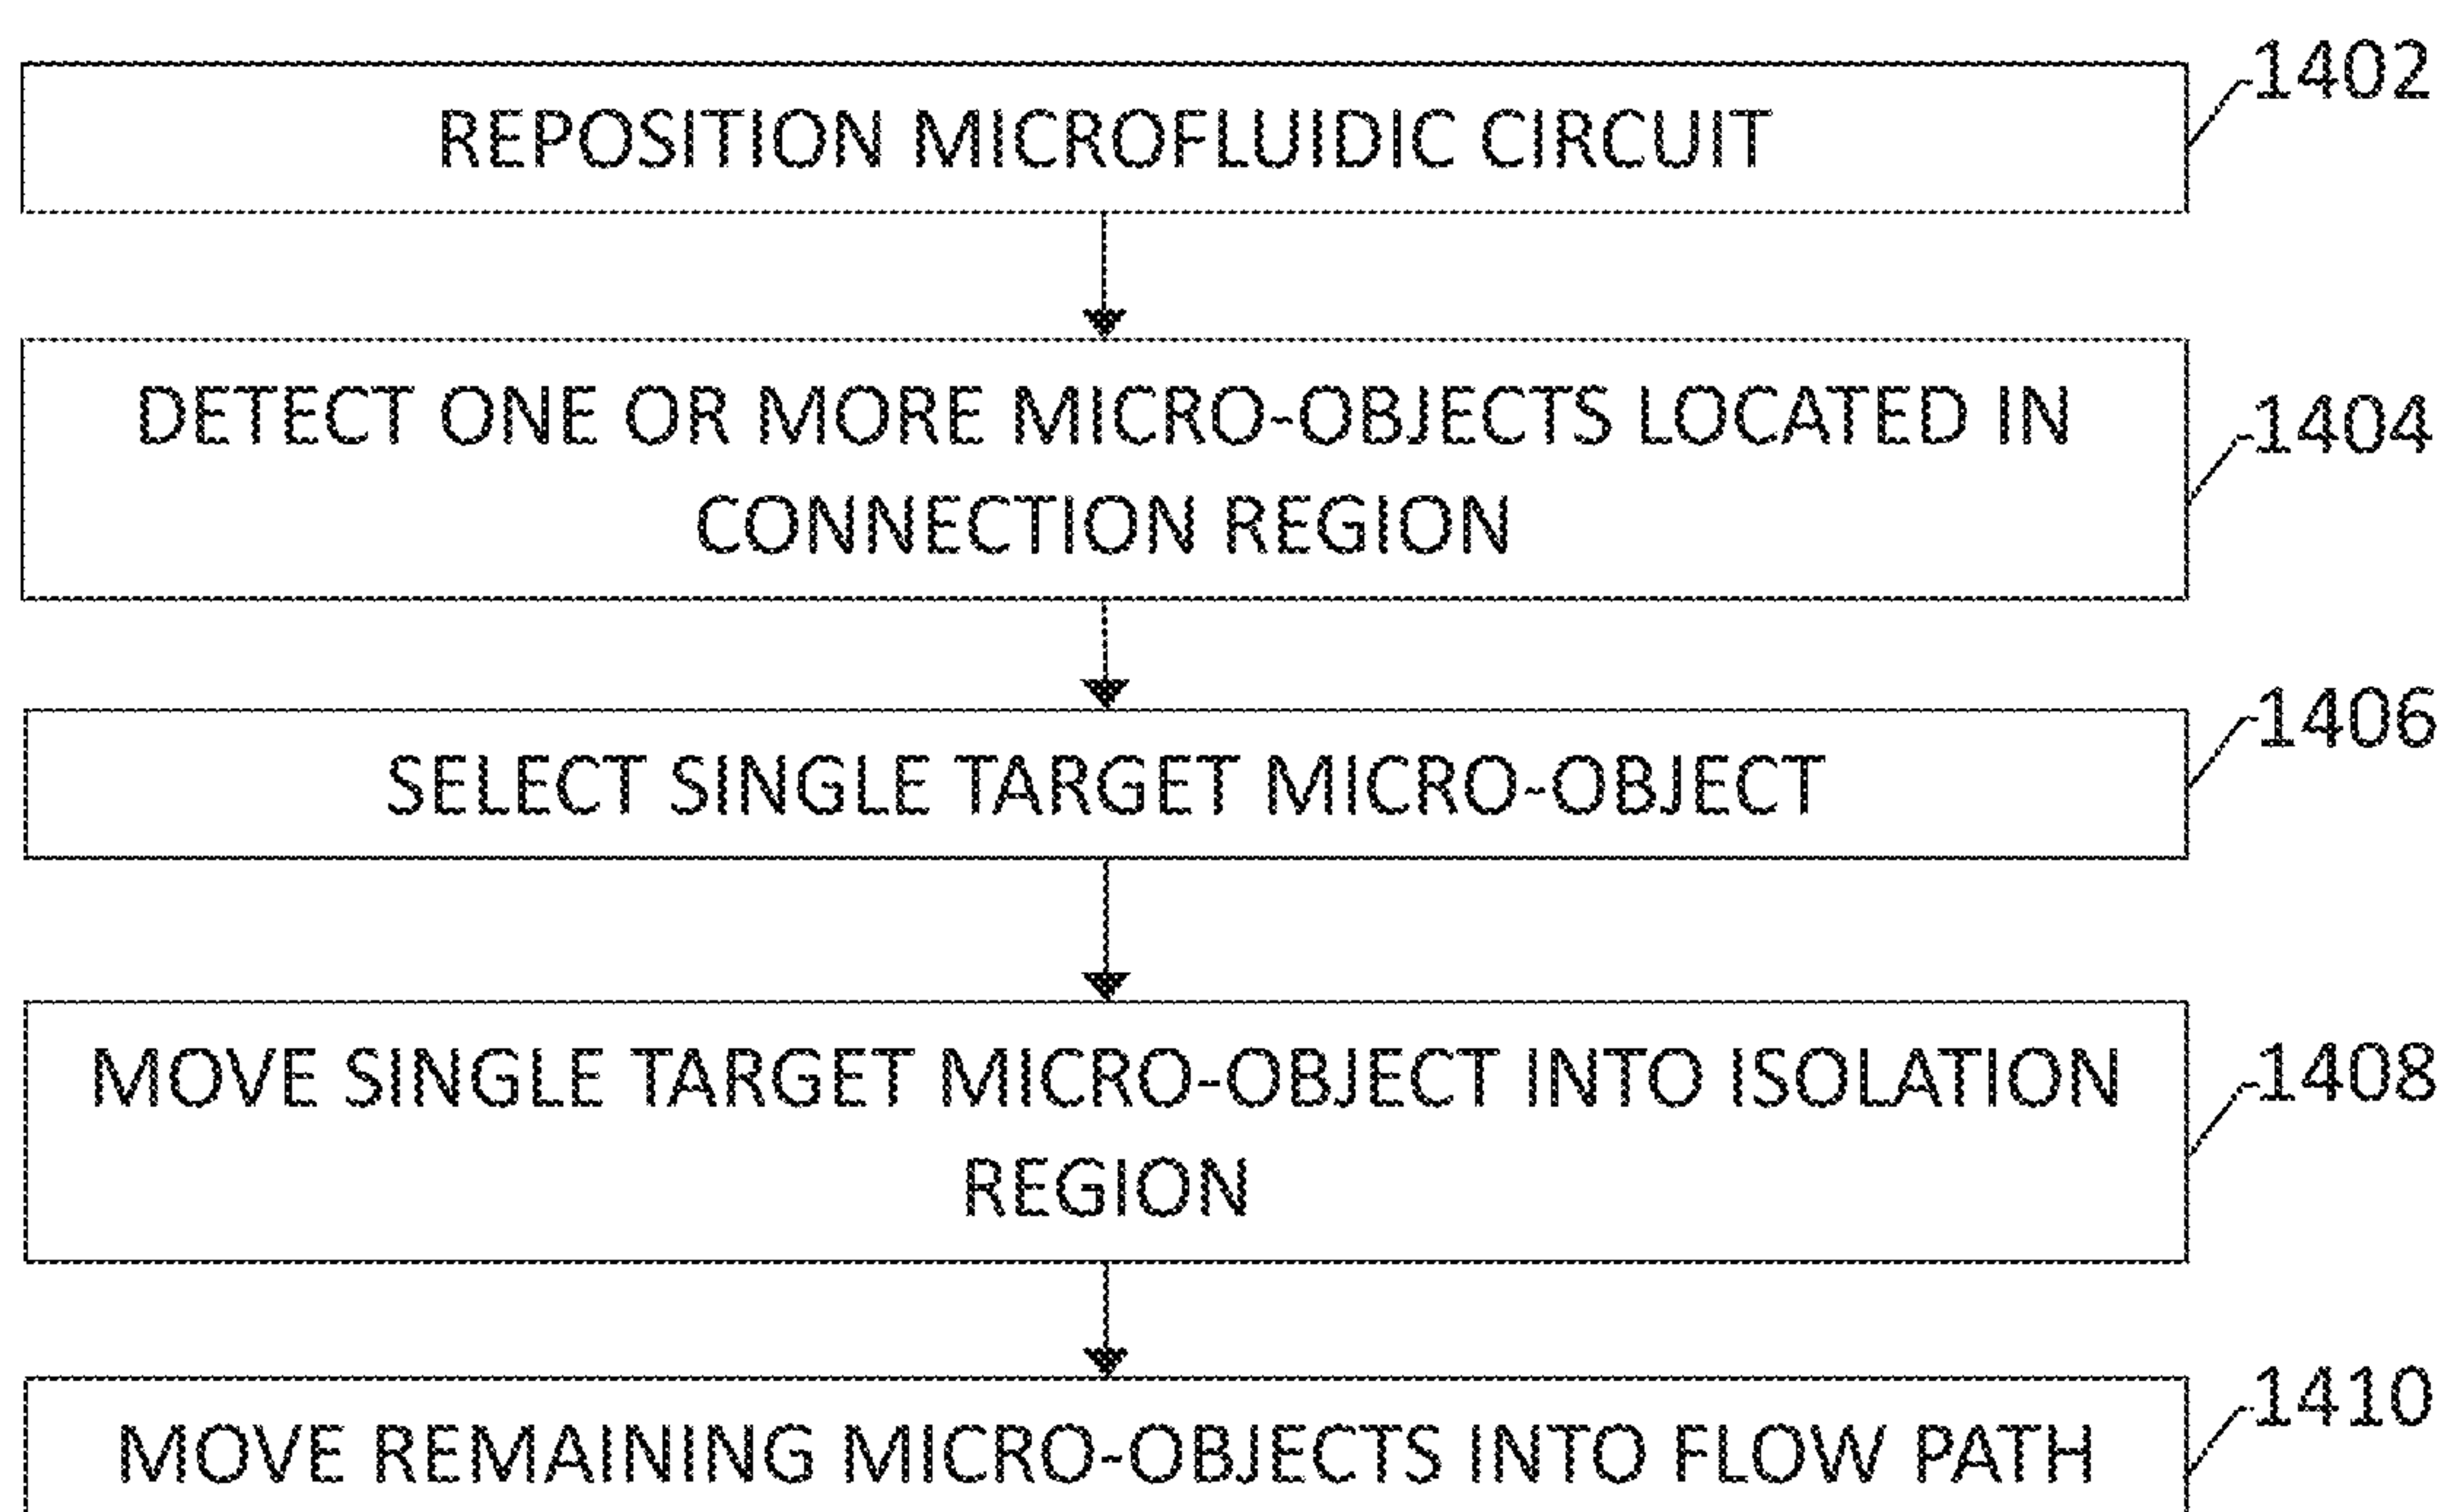 1402
REPOSITION MICROFLUIDIC CIRCUIT
DETECT ONE OR MORE MICRO-OBJECTS LOCATED IN
1404
CONNECTION REGION
1406
SELECT SINGLE TARGET MICRO-OBJECT
MOVE SINGLE TARGET MICRO-OBJECT INTO ISOLATION
1408
REGION
1410
MOVE REMAINING MICRO-OBJECTS INTO FLOW PATH